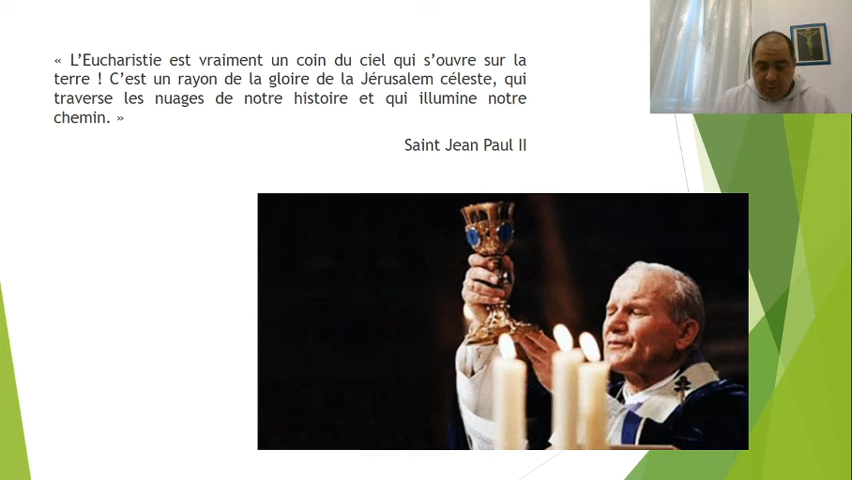 « L’Eucharistie est vraiment un coin du ciel qui s’ouvre sur la
terre ! C’est un rayon de la gloire de la Jérusalem céleste, qui
traverse les nuages de notre histoire et qui illumine notre
chemin. »
Saint Jean Paul II